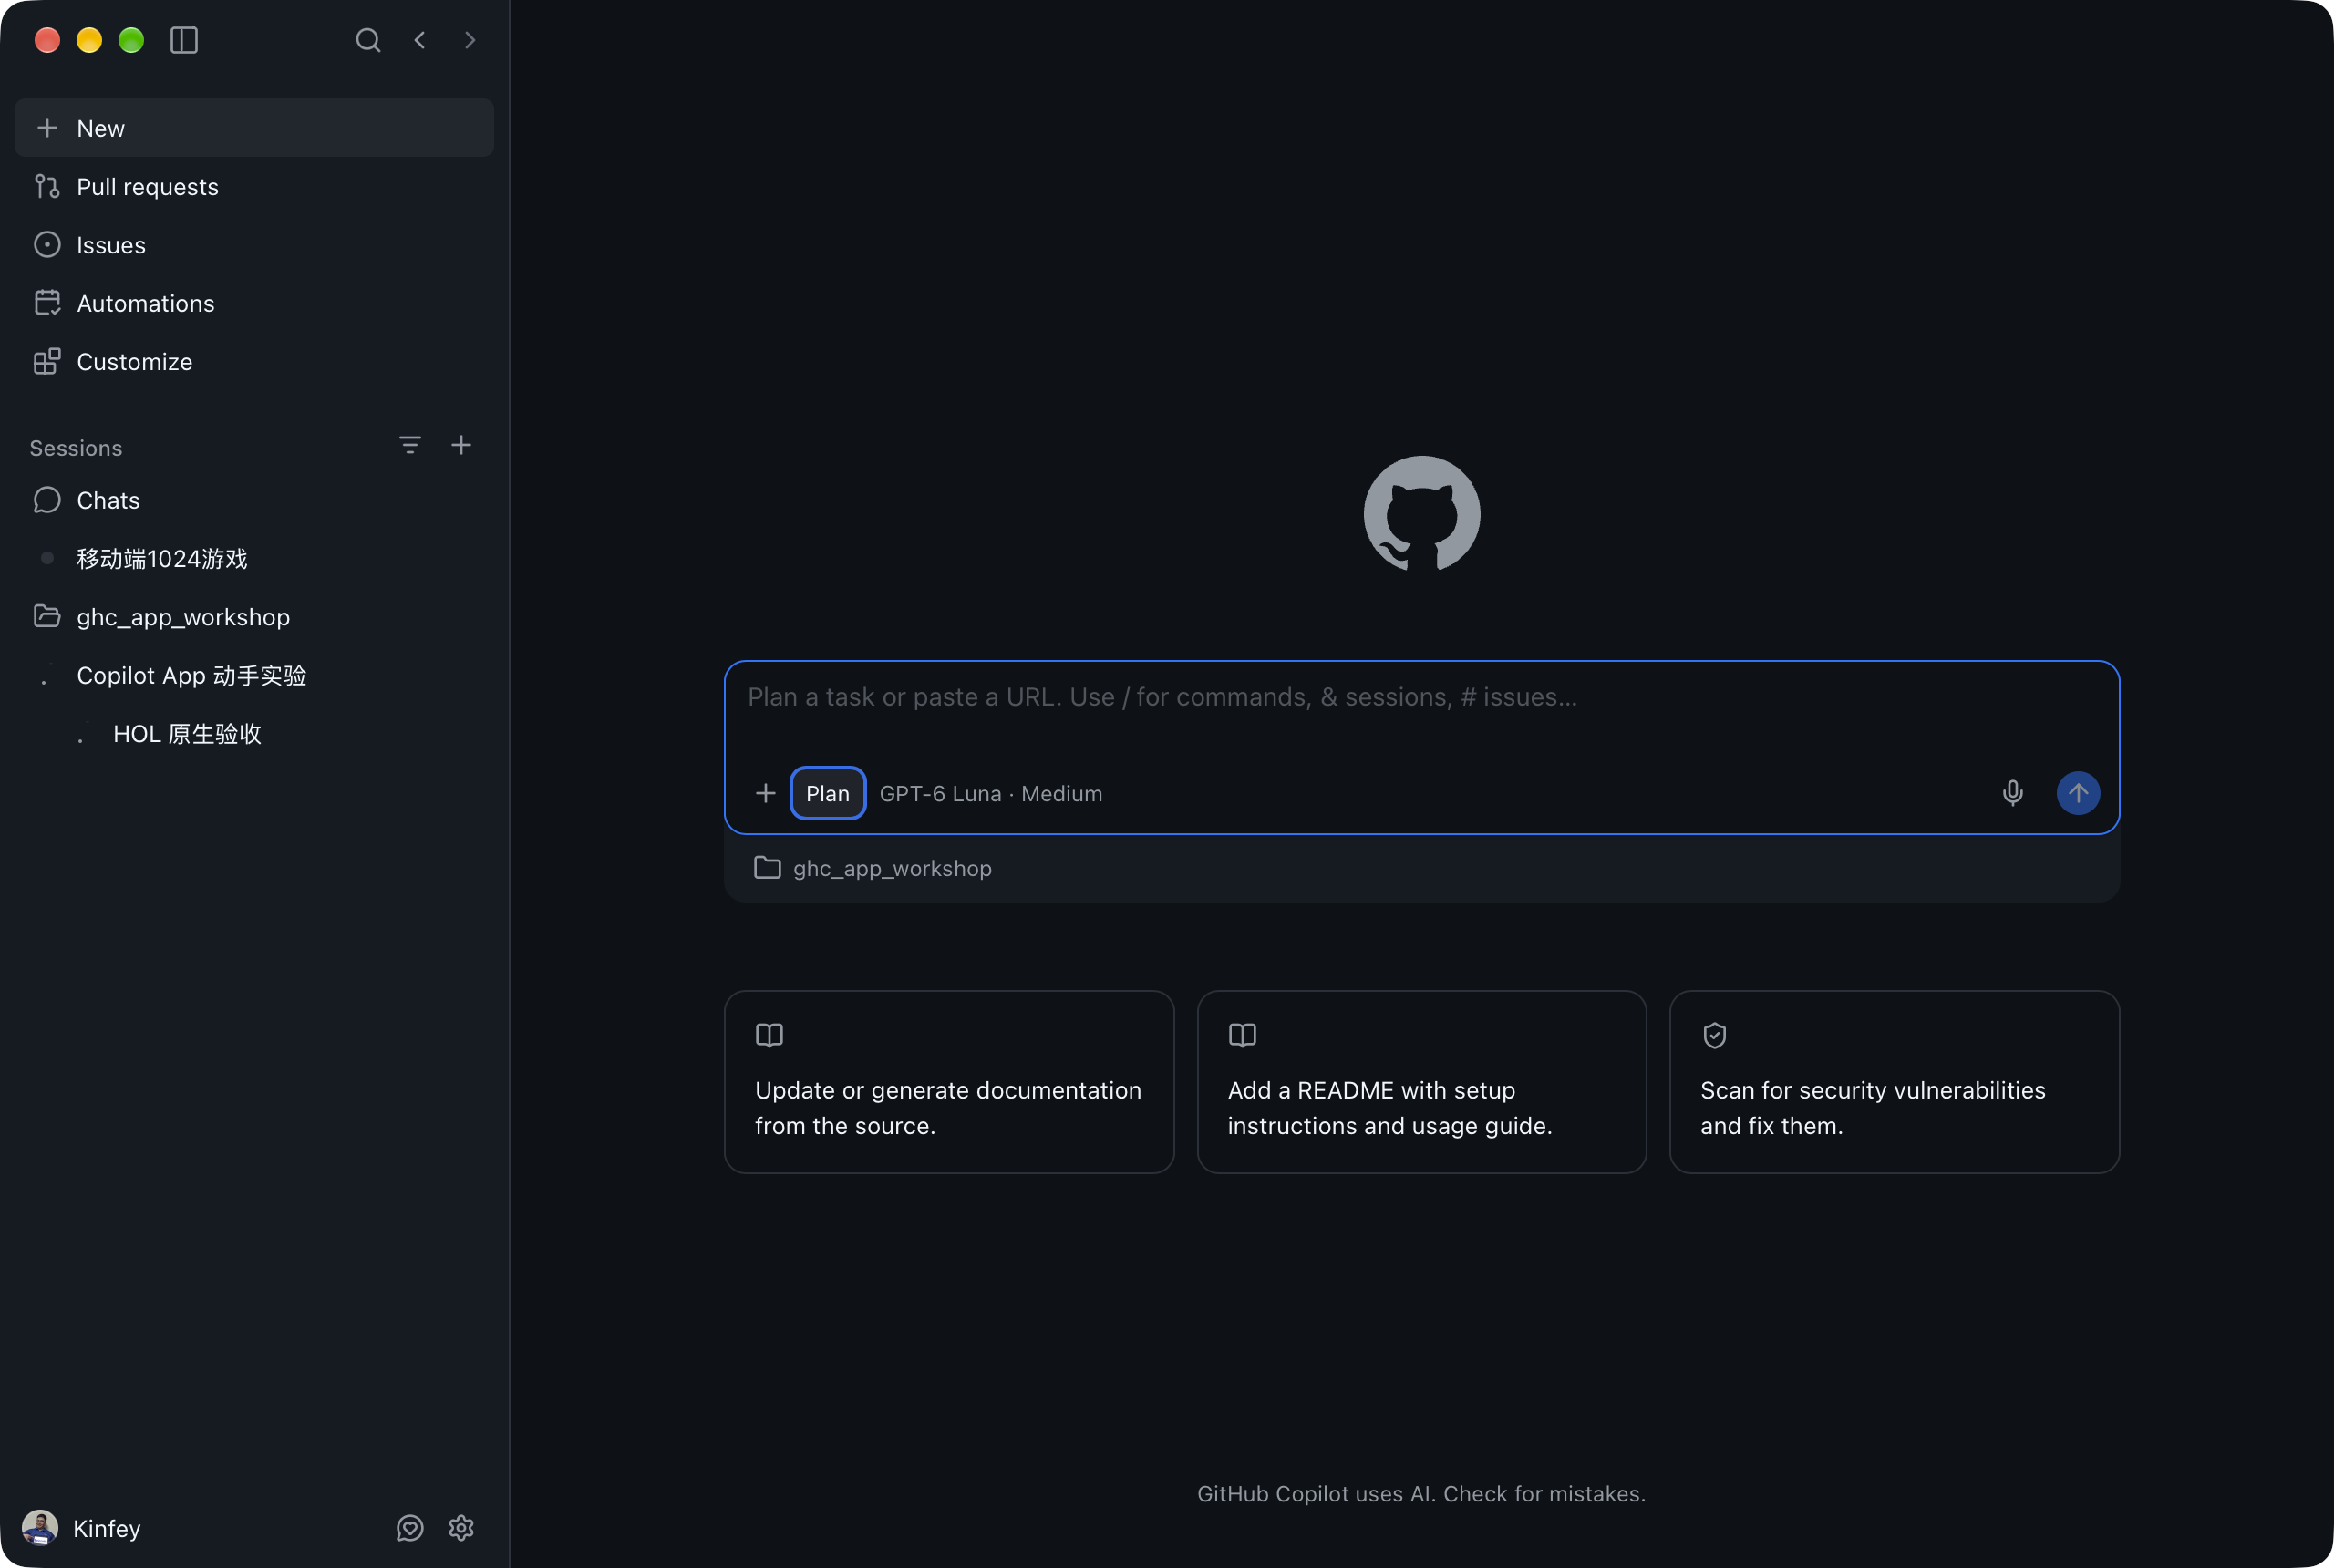 New
Pull requests
Issues
Automations
Customize
Sessions
Chats
移动端1024游戏
ghc_app_workshop
Copilot App 动手实验
HOL 原生验收
Kinfey
Plan a task or paste a URL. Use / for commands, & sessions, # issues...
Plan GPT-6 Luna · Medium
ghc_app_workshop
Update or generate documentation
from the source.
Add a README with setup
instructions and usage guide.
Scan for security vulnerabilities
and fix them.
GitHub Copilot uses AI. Check for mistakes.